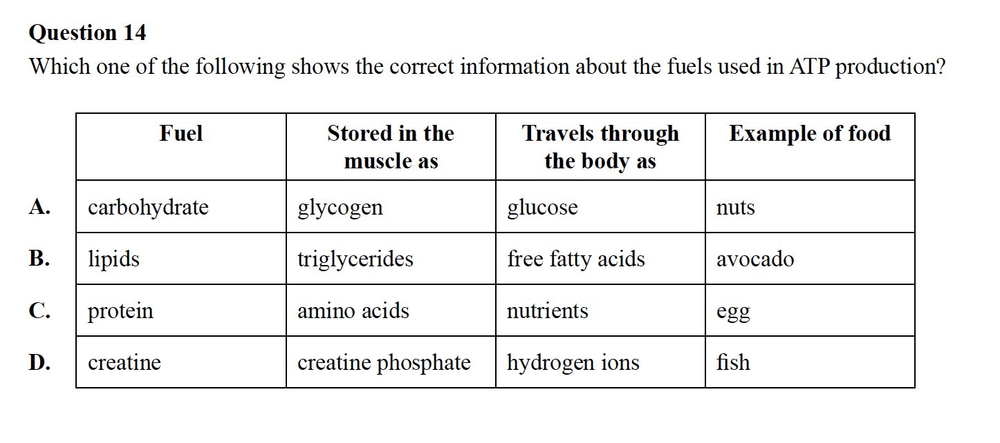 Question 14
Which one of the following shows the correct information about the fuels used in ATP production?
Fuel
Stored in the
muscle as
Travels through
the body as
Example of food
A. carbohydrate glycogen glucose nuts
B. lipids triglycerides free fatty acids avocado
C. protein amino acids nutrients egg
D. creatine creatine phosphate hydrogen ions fish